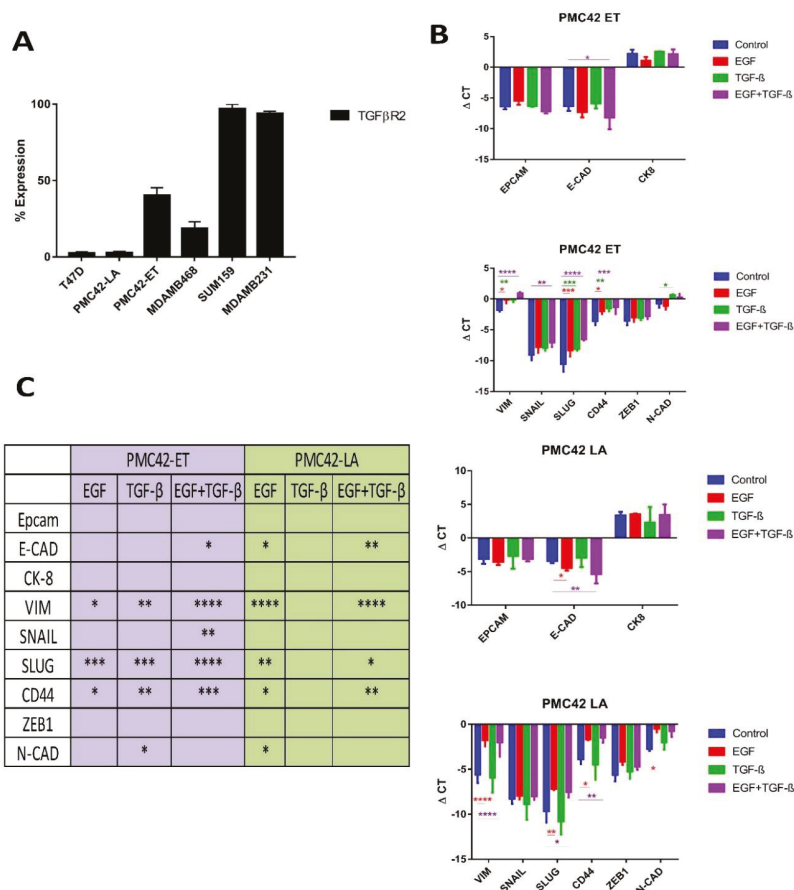 A
% Expression
100
50
0
T47D
PMC42-LA
PMC42-ET
MDAMB468
SUM159
MDAMB231
TGFβR2
B
PMC42 ET
Δ CT
5
0
-5
-10
-15
*
EPCAM
E-CAD
CK8
Control
EGF
TGF-ß
EGF+TGF-ß
PMC42 ET
Δ CT
5
0
-5
-10
-15
**** ** **** *** *
** *** **
* *** *
VIM
SNAIL
SLUG
CD44
ZEB1
N-CAD
Control
EGF
TGF-ß
EGF+TGF-ß
C
PMC42-ET PMC42-LA
EGF TGF-β EGF+TGF-β EGF TGF-β EGF+TGF-β
Epcam
E-CAD * * **
CK-8
VIM * ** **** **** ****
SNAIL **
SLUG *** *** **** ** *
CD44 * ** *** * **
ZEB1
N-CAD * *
PMC42 LA
Δ CT
10
5
0
-5
-10
*
**
EPCAM
E-CAD
CK8
Control
EGF
TGF-ß
EGF+TGF-ß
PMC42 LA
Δ CT
0
-5
-10
-15
**** ** * *
**** * **
VIM
SNAIL
SLUG
CD44
ZEB1
N-CAD
Control
EGF
TGF-ß
EGF+TGF-ß